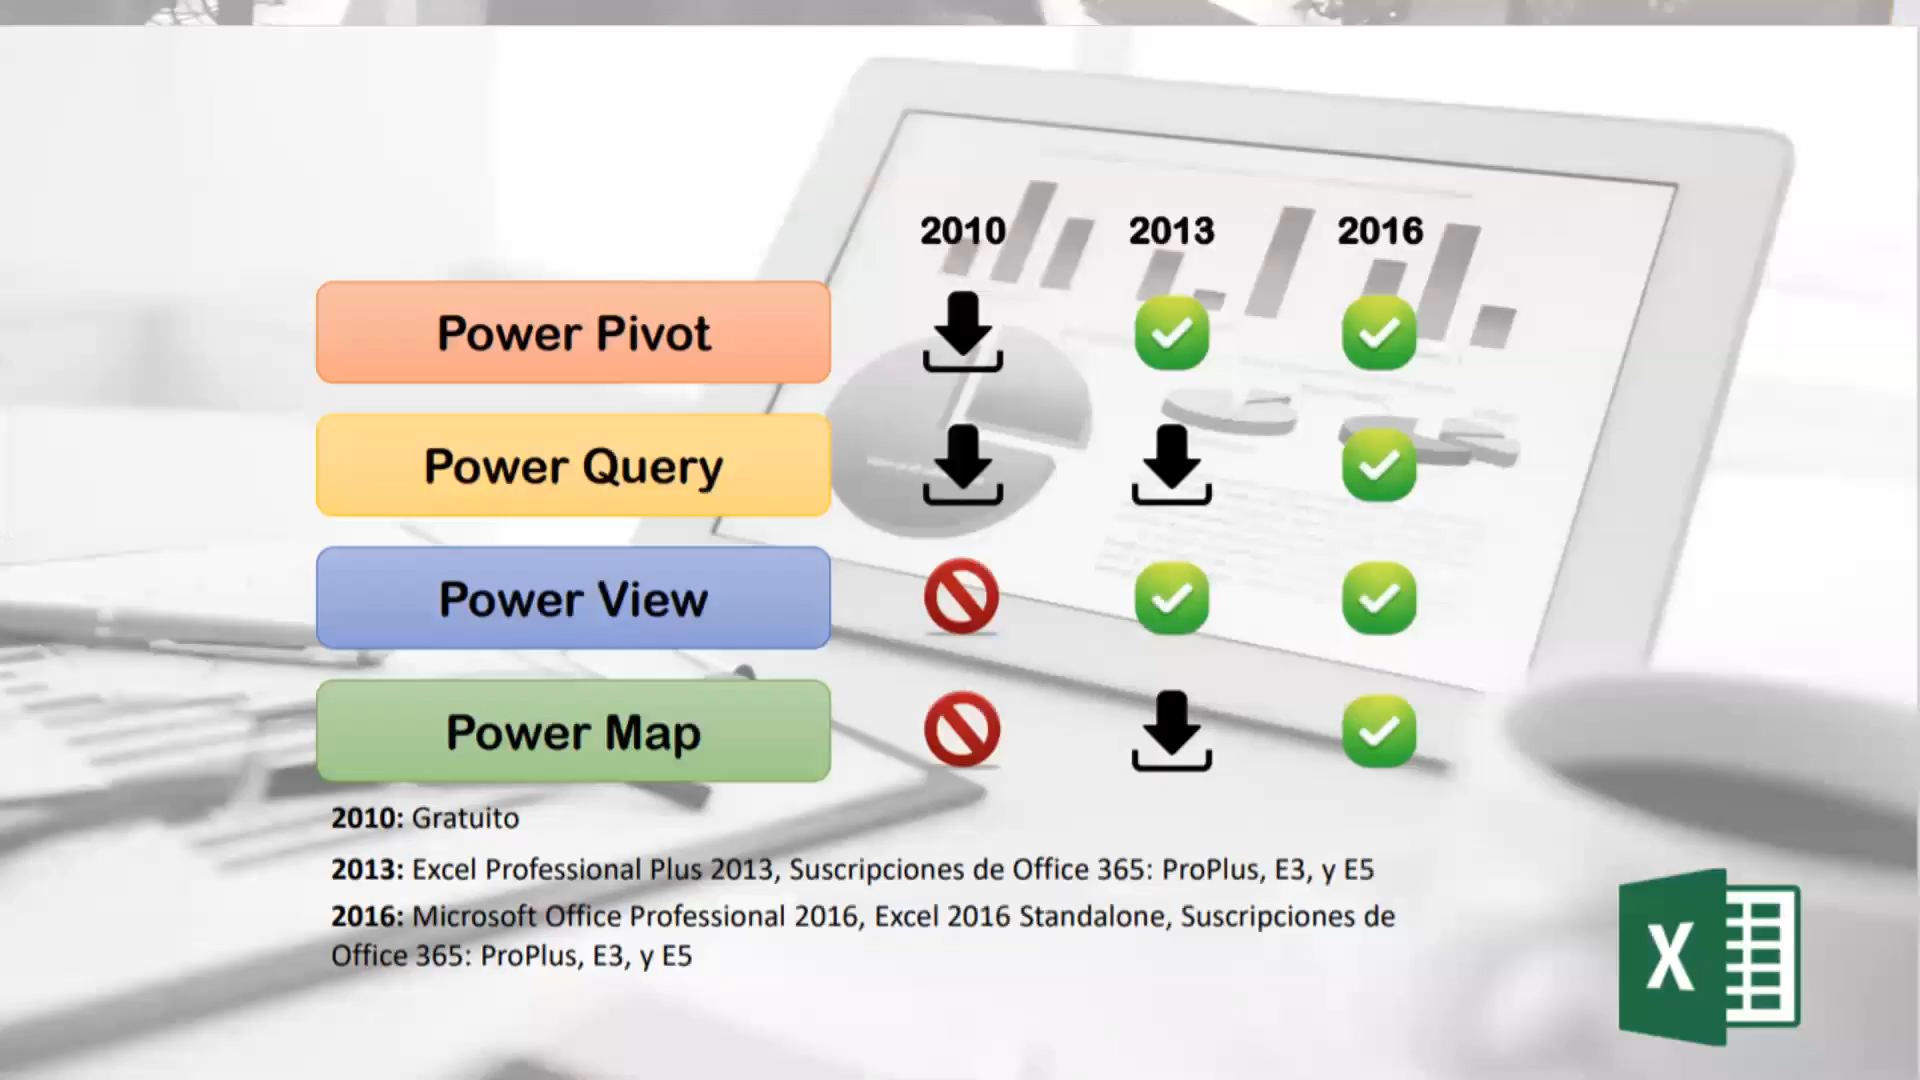 2010 2013 2016
Power Pivot
Power Query
Power View
Power Map
2010: Gratuito
2013: Excel Professional Plus 2013, Suscripciones de Office 365: ProPlus, E3, y E5
2016: Microsoft Office Professional 2016, Excel 2016 Standalone, Suscripciones de
Office 365: ProPlus, E3, y E5
X